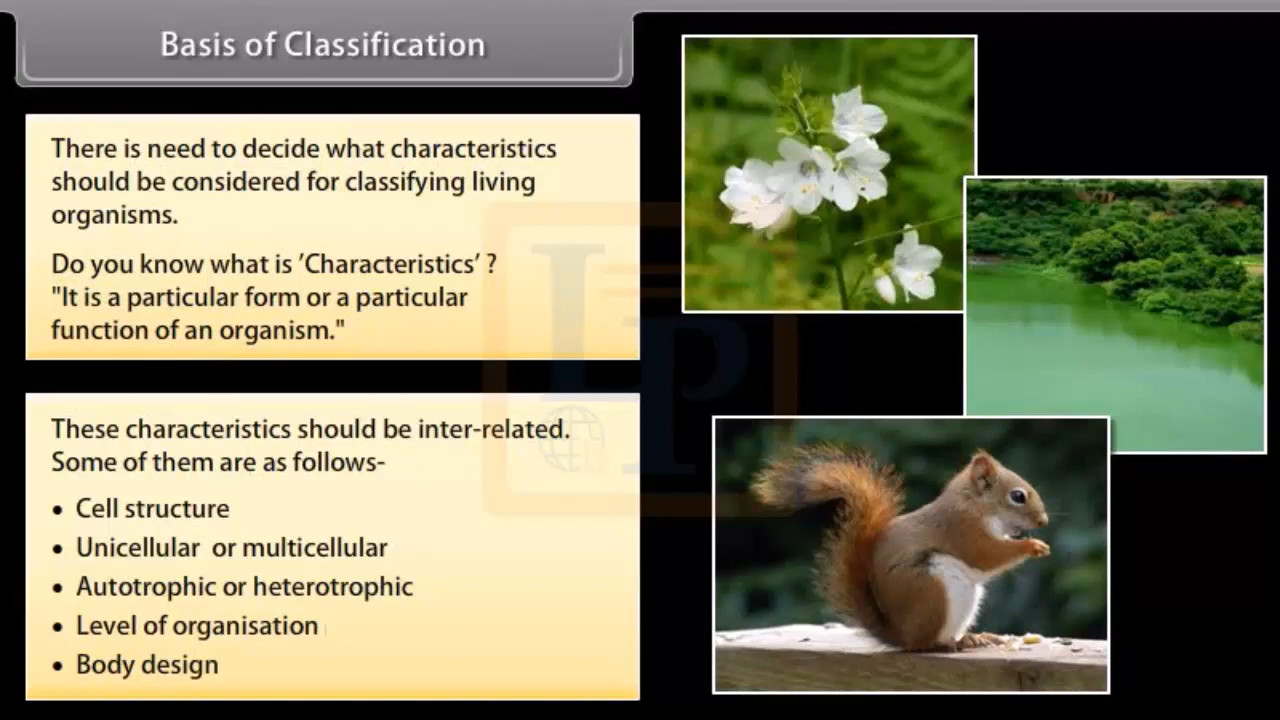 Basis of Classification
There is need to decide what characteristics
should be considered for classifying living
organisms.
Do you know what is ’Characteristics’ ?
"It is a particular form or a particular
function of an organism."
These characteristics should be inter-related.
Some of them are as follows-
• Cell structure
• Unicellular or multicellular
• Autotrophic or heterotrophic
• Level of organisation
• Body design
LP